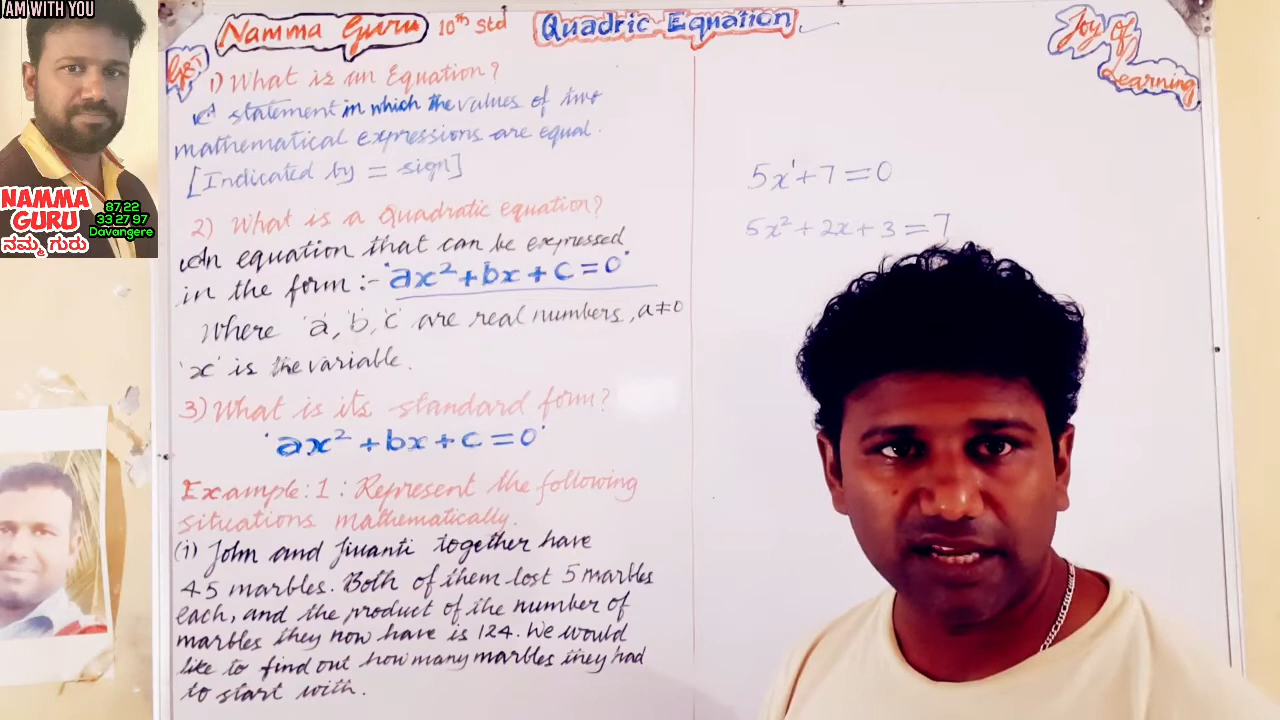 I AM WITH YOU
NAMMA
GURU
ನಮ್ಮ ಗುರು
87 22
33 27 97
Davangere
GRT
Namma Guru 10th std Quadric Equation
Joy of
Learning
1) What is an Equation?
A statement in which the values of two
mathematical expressions are equal.
[Indicated by = sign]
2) What is a Quadratic equation?
An equation that can be expressed
in the form :- 'ax² + bx + c = 0'
Where 'a', 'b', 'c' are real numbers, a ≠ 0
'x' is the variable.
3) What is its standard form?
'ax² + bx + c = 0'
Example: 1 : Represent the following
situations mathematically.
(i) John and Jivanti together have
45 marbles. Both of them lost 5 marbles
each, and the product of the number of
marbles they now have is 124. We would
like to find out how many marbles they had
to start with.
5x¹ + 7 = 0
5x² + 2x + 3 = 7